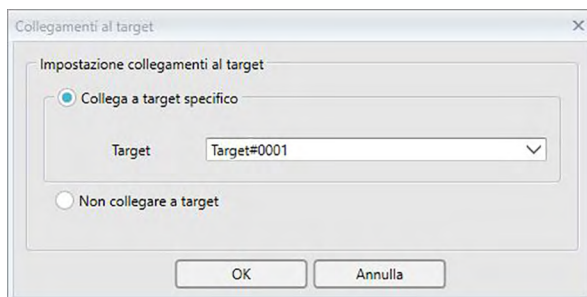 Collegamenti al target
Impostazione collegamenti al target
Collega a target specifico
Target Target#0001
Non collegare a target
OK Annulla